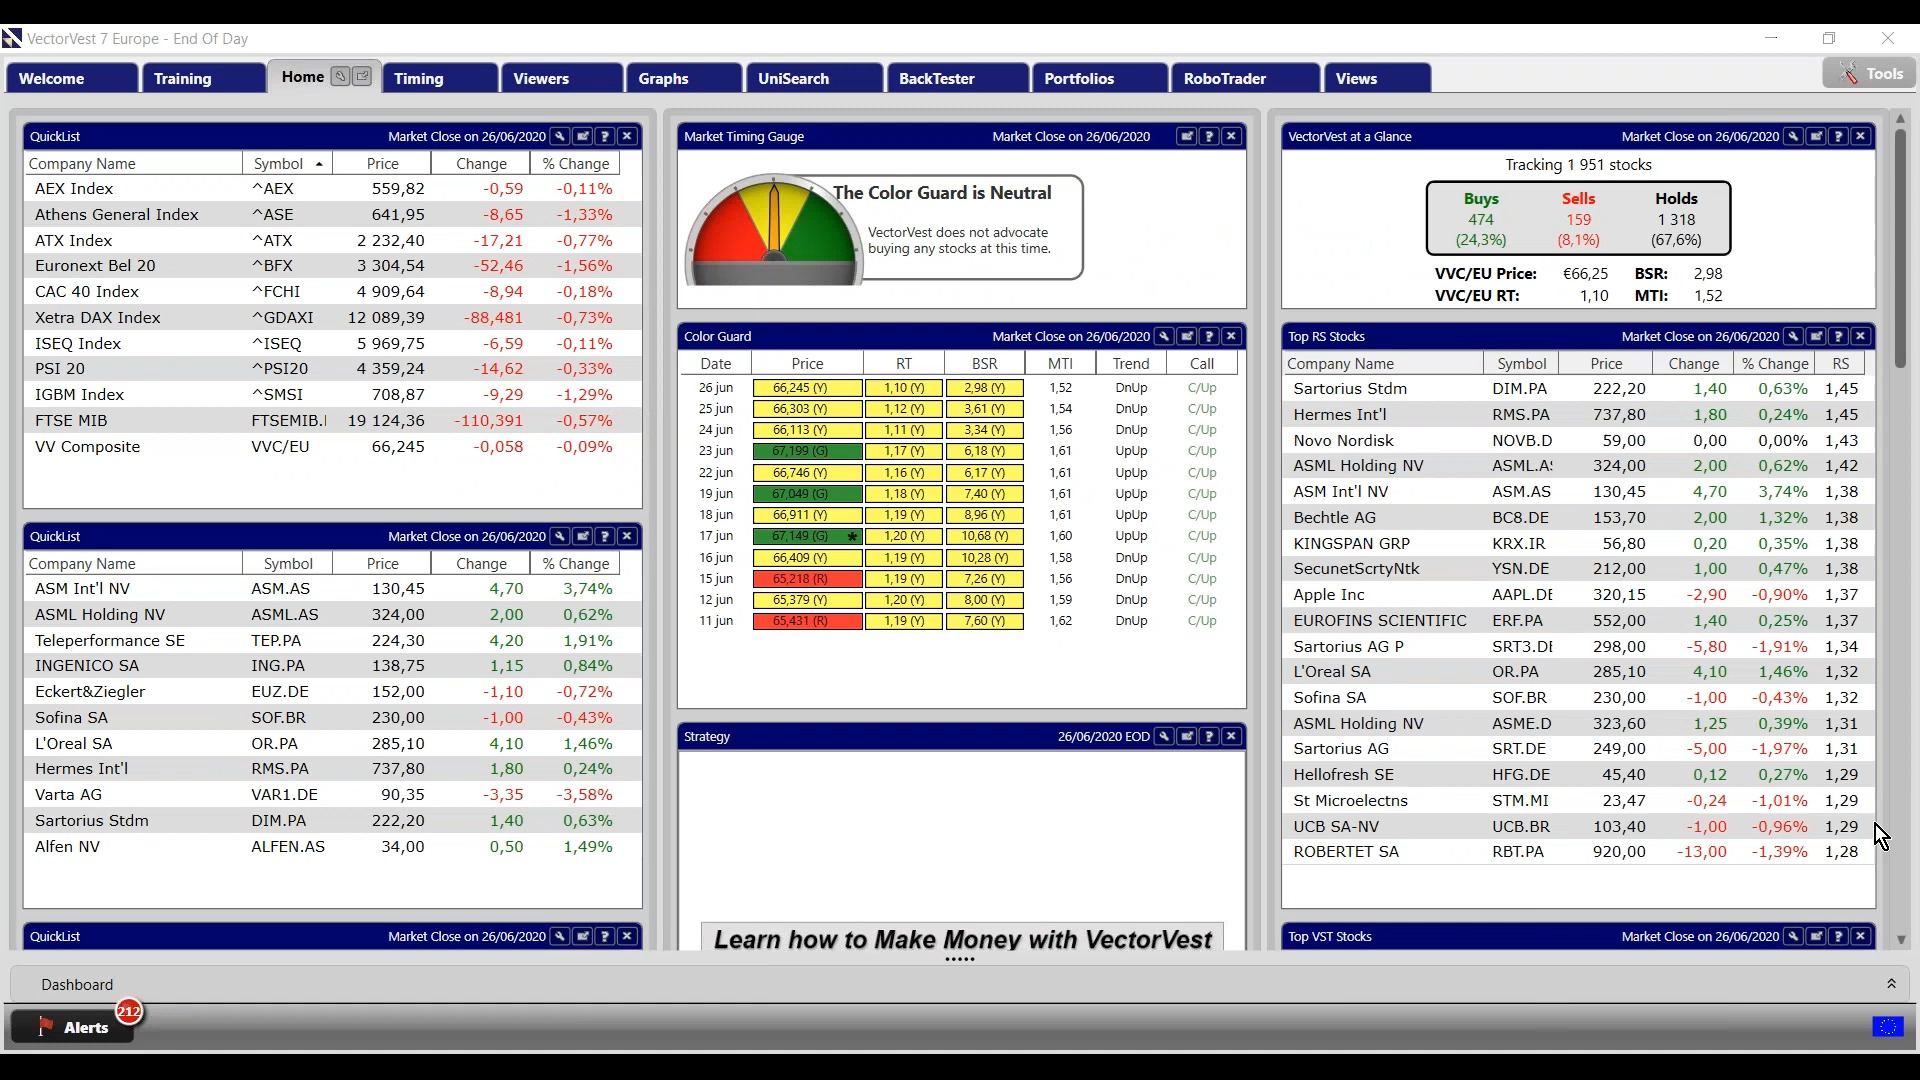 VectorVest 7 Europe - End Of Day
Welcome Training Home Timing Viewers Graphs UniSearch BackTester Portfolios RoboTrader Views Tools
QuickList Market Close on 26/06/2020
Company Name Symbol Price Change % Change
AEX Index ^AEX 559,82 -0,59 -0,11%
Athens General Index ^ASE 641,95 -8,65 -1,33%
ATX Index ^ATX 2 232,40 -17,21 -0,77%
Euronext Bel 20 ^BFX 3 304,54 -52,46 -1,56%
CAC 40 Index ^FCHI 4 909,64 -8,94 -0,18%
Xetra DAX Index ^GDAXI 12 089,39 -88,481 -0,73%
ISEQ Index ^ISEQ 5 969,75 -6,59 -0,11%
PSI 20 ^PSI20 4 359,24 -14,62 -0,33%
IGBM Index ^SMSI 708,87 -9,29 -1,29%
FTSE MIB FTSEMIB.I 19 124,36 -110,391 -0,57%
VV Composite VVC/EU 66,245 -0,058 -0,09%
QuickList Market Close on 26/06/2020
Company Name Symbol Price Change % Change
ASM Int'l NV ASM.AS 130,45 4,70 3,74%
ASML Holding NV ASML.AS 324,00 2,00 0,62%
Teleperformance SE TEP.PA 224,30 4,20 1,91%
INGENICO SA ING.PA 138,75 1,15 0,84%
Eckert&Ziegler EUZ.DE 152,00 -1,10 -0,72%
Sofina SA SOF.BR 230,00 -1,00 -0,43%
L'Oreal SA OR.PA 285,10 4,10 1,46%
Hermes Int'l RMS.PA 737,80 1,80 0,24%
Varta AG VAR1.DE 90,35 -3,35 -3,58%
Sartorius Stdm DIM.PA 222,20 1,40 0,63%
Alfen NV ALFEN.AS 34,00 0,50 1,49%
QuickList Market Close on 26/06/2020
Market Timing Gauge Market Close on 26/06/2020
The Color Guard is Neutral
VectorVest does not advocate
buying any stocks at this time.
Color Guard Market Close on 26/06/2020
Date Price RT BSR MTI Trend Call
26 jun 66,245 (Y) 1,10 (Y) 2,98 (Y) 1,52 DnUp C/Up
25 jun 66,303 (Y) 1,12 (Y) 3,61 (Y) 1,54 DnUp C/Up
24 jun 66,113 (Y) 1,11 (Y) 3,34 (Y) 1,56 DnUp C/Up
23 jun 67,199 (G) 1,17 (Y) 6,18 (Y) 1,61 UpUp C/Up
22 jun 66,746 (Y) 1,16 (Y) 6,17 (Y) 1,61 UpUp C/Up
19 jun 67,049 (G) 1,18 (Y) 7,40 (Y) 1,61 UpUp C/Up
18 jun 66,911 (Y) 1,19 (Y) 8,96 (Y) 1,61 UpUp C/Up
17 jun 67,149 (G) * 1,20 (Y) 10,68 (Y) 1,60 UpUp C/Up
16 jun 66,409 (Y) 1,19 (Y) 10,28 (Y) 1,58 DnUp C/Up
15 jun 65,218 (R) 1,19 (Y) 7,26 (Y) 1,56 DnUp C/Up
12 jun 65,379 (Y) 1,20 (Y) 8,00 (Y) 1,59 DnUp C/Up
11 jun 65,431 (R) 1,19 (Y) 7,60 (Y) 1,62 DnUp C/Up
Strategy 26/06/2020 EOD
Learn how to Make Money with VectorVest
VectorVest at a Glance Market Close on 26/06/2020
Tracking 1 951 stocks
Buys Sells Holds
474 159 1 318
(24,3%) (8,1%) (67,6%)
VVC/EU Price: €66,25 BSR: 2,98
VVC/EU RT: 1,10 MTI: 1,52
Top RS Stocks Market Close on 26/06/2020
Company Name Symbol Price Change % Change RS
Sartorius Stdm DIM.PA 222,20 1,40 0,63% 1,45
Hermes Int'l RMS.PA 737,80 1,80 0,24% 1,45
Novo Nordisk NOVB.D 59,00 0,00 0,00% 1,43
ASML Holding NV ASML.A 324,00 2,00 0,62% 1,42
ASM Int'l NV ASM.AS 130,45 4,70 3,74% 1,38
Bechtle AG BC8.DE 153,70 2,00 1,32% 1,38
KINGSPAN GRP KRX.IR 56,80 0,20 0,35% 1,38
SecunetScrtyNtk YSN.DE 212,00 1,00 0,47% 1,38
Apple Inc AAPL.DE 320,15 -2,90 -0,90% 1,37
EUROFINS SCIENTIFIC ERF.PA 552,00 1,40 0,25% 1,37
Sartorius AG P SRT3.DE 298,00 -5,80 -1,91% 1,34
L'Oreal SA OR.PA 285,10 4,10 1,46% 1,32
Sofina SA SOF.BR 230,00 -1,00 -0,43% 1,32
ASML Holding NV ASME.D 323,60 1,25 0,39% 1,31
Sartorius AG SRT.DE 249,00 -5,00 -1,97% 1,31
Hellofresh SE HFG.DE 45,40 0,12 0,27% 1,29
St Microelectns STM.MI 23,47 -0,24 -1,01% 1,29
UCB SA-NV UCB.BR 103,40 -1,00 -0,96% 1,29
ROBERTET SA RBT.PA 920,00 -13,00 -1,39% 1,28
Top VST Stocks Market Close on 26/06/2020
Dashboard
Alerts 212